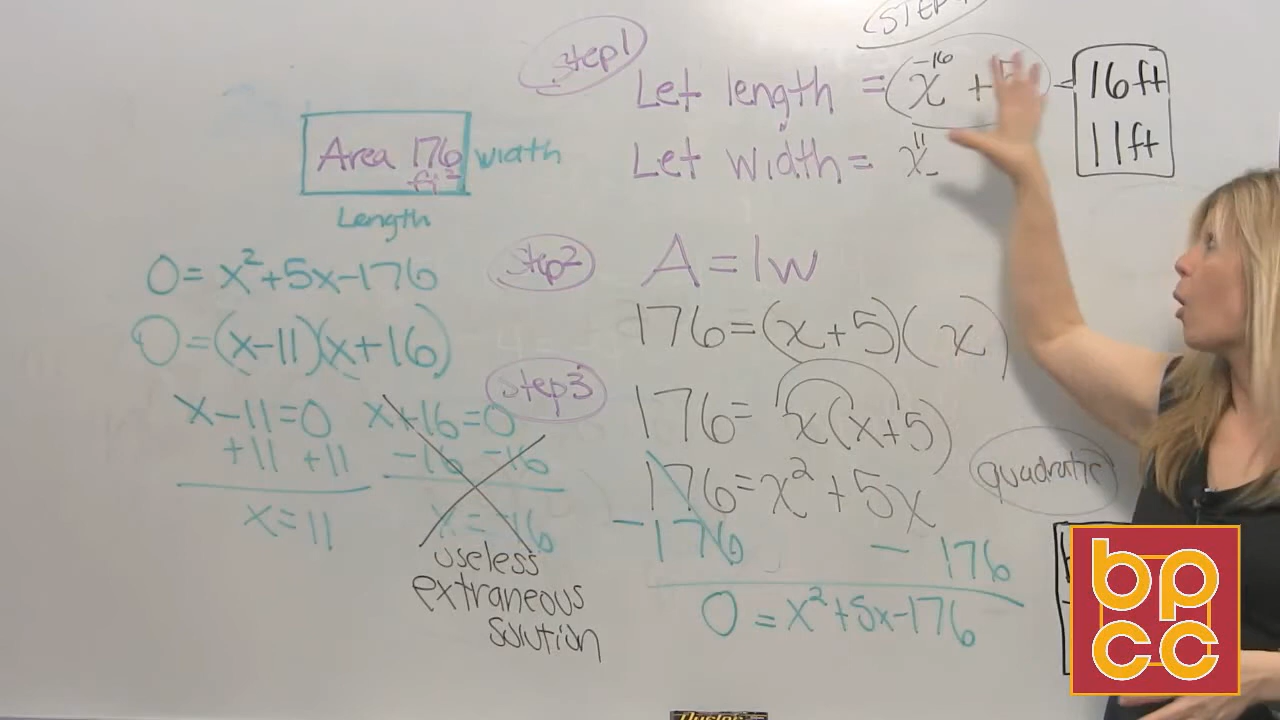 STEP
Step1
Let length = (x + 5)
-16
16ft
Let width = x
11
11ft
Area 176 ft²
width
Length
Step2
A = lw
0 = x² + 5x - 176
176 = (x + 5)(x)
0 = (x - 11)(x + 16)
Step3
176 = x(x + 5)
x - 11 = 0
x + 16 = 0
+11 +11
-16 -16
176 = x² + 5x
quadratic
x = 11
x = -16
-176 - 176
useless
extraneous
solution
0 = x² + 5x - 176
bp
cc